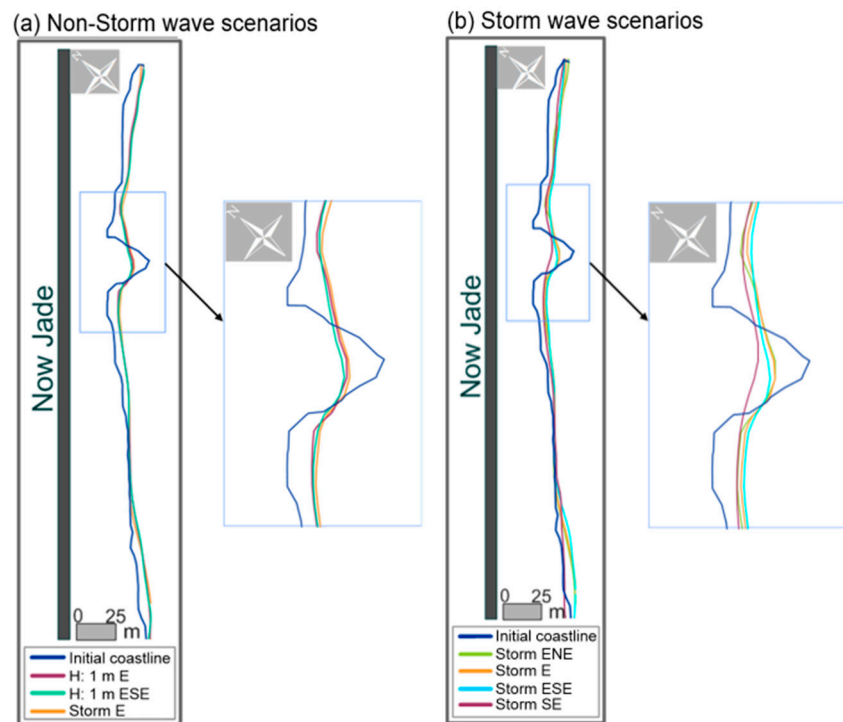 (a) Non-Storm wave scenarios
(b) Storm wave scenarios
N
N
N
N
Now Jade
Now Jade
0 25
m
0 25
m
Initial coastline
H: 1 m E
H: 1 m ESE
Storm E
Initial coastline
Storm ENE
Storm E
Storm ESE
Storm SE